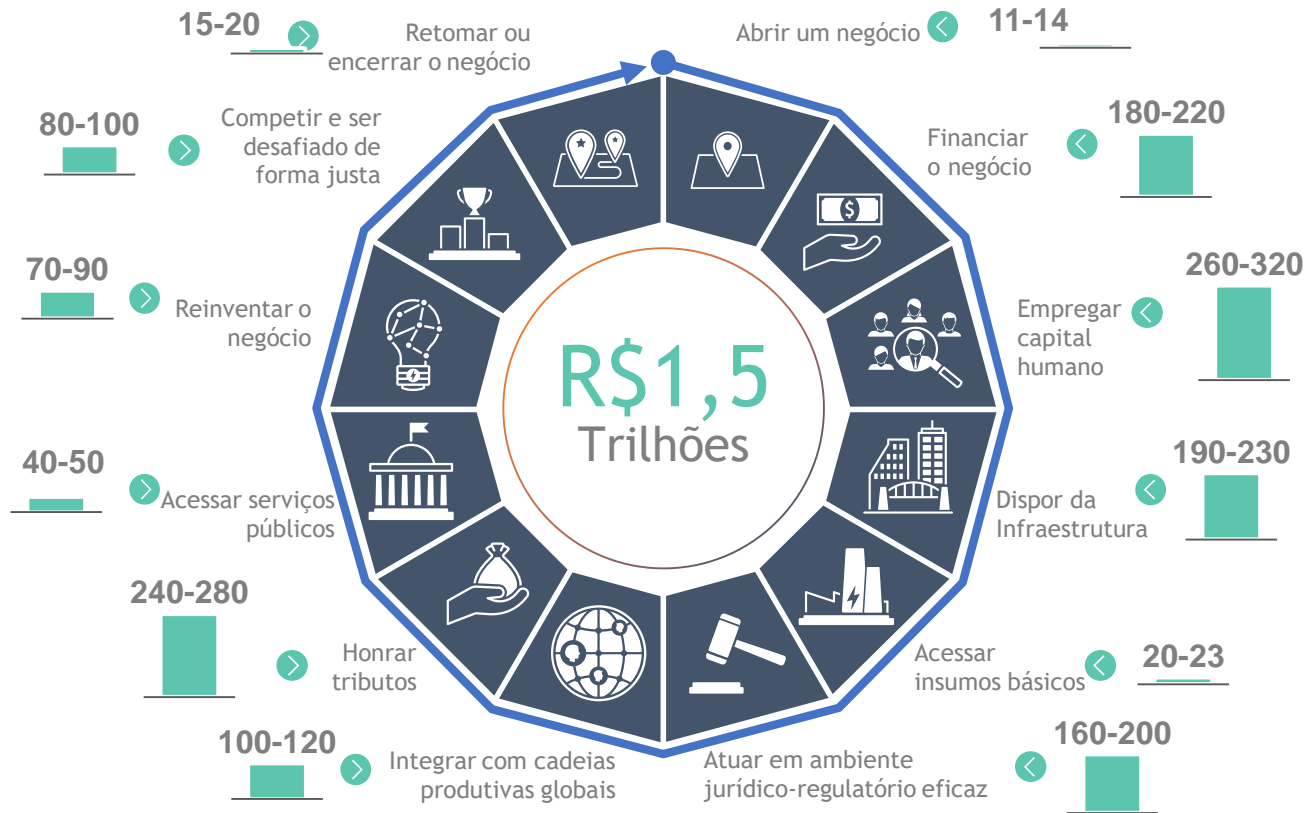 Abrir um negócio
11-14
Financiar
o negócio
180-220
Empregar
capital
humano
260-320
Dispor da
Infraestrutura
190-230
Acessar
insumos básicos
20-23
Atuar em ambiente
jurídico-regulatório eficaz
160-200
Integrar com cadeias
produtivas globais
100-120
Honrar
tributos
240-280
Acessar serviços
públicos
40-50
Reinventar o
negócio
70-90
Competir e ser
desafiado de
forma justa
80-100
Retomar ou
encerrar o negócio
15-20
R$1,5
Trilhões
$